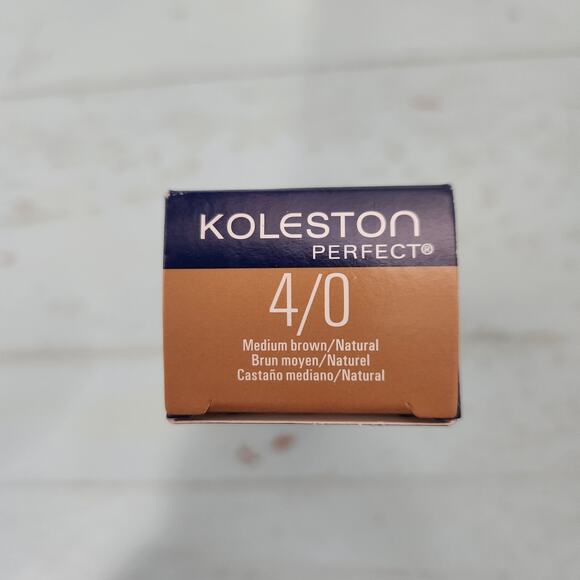 KOLESTON
PERFECT®
4/0
Medium brown/Natural
Brun moyen/Naturel
Castaño mediano/Natural